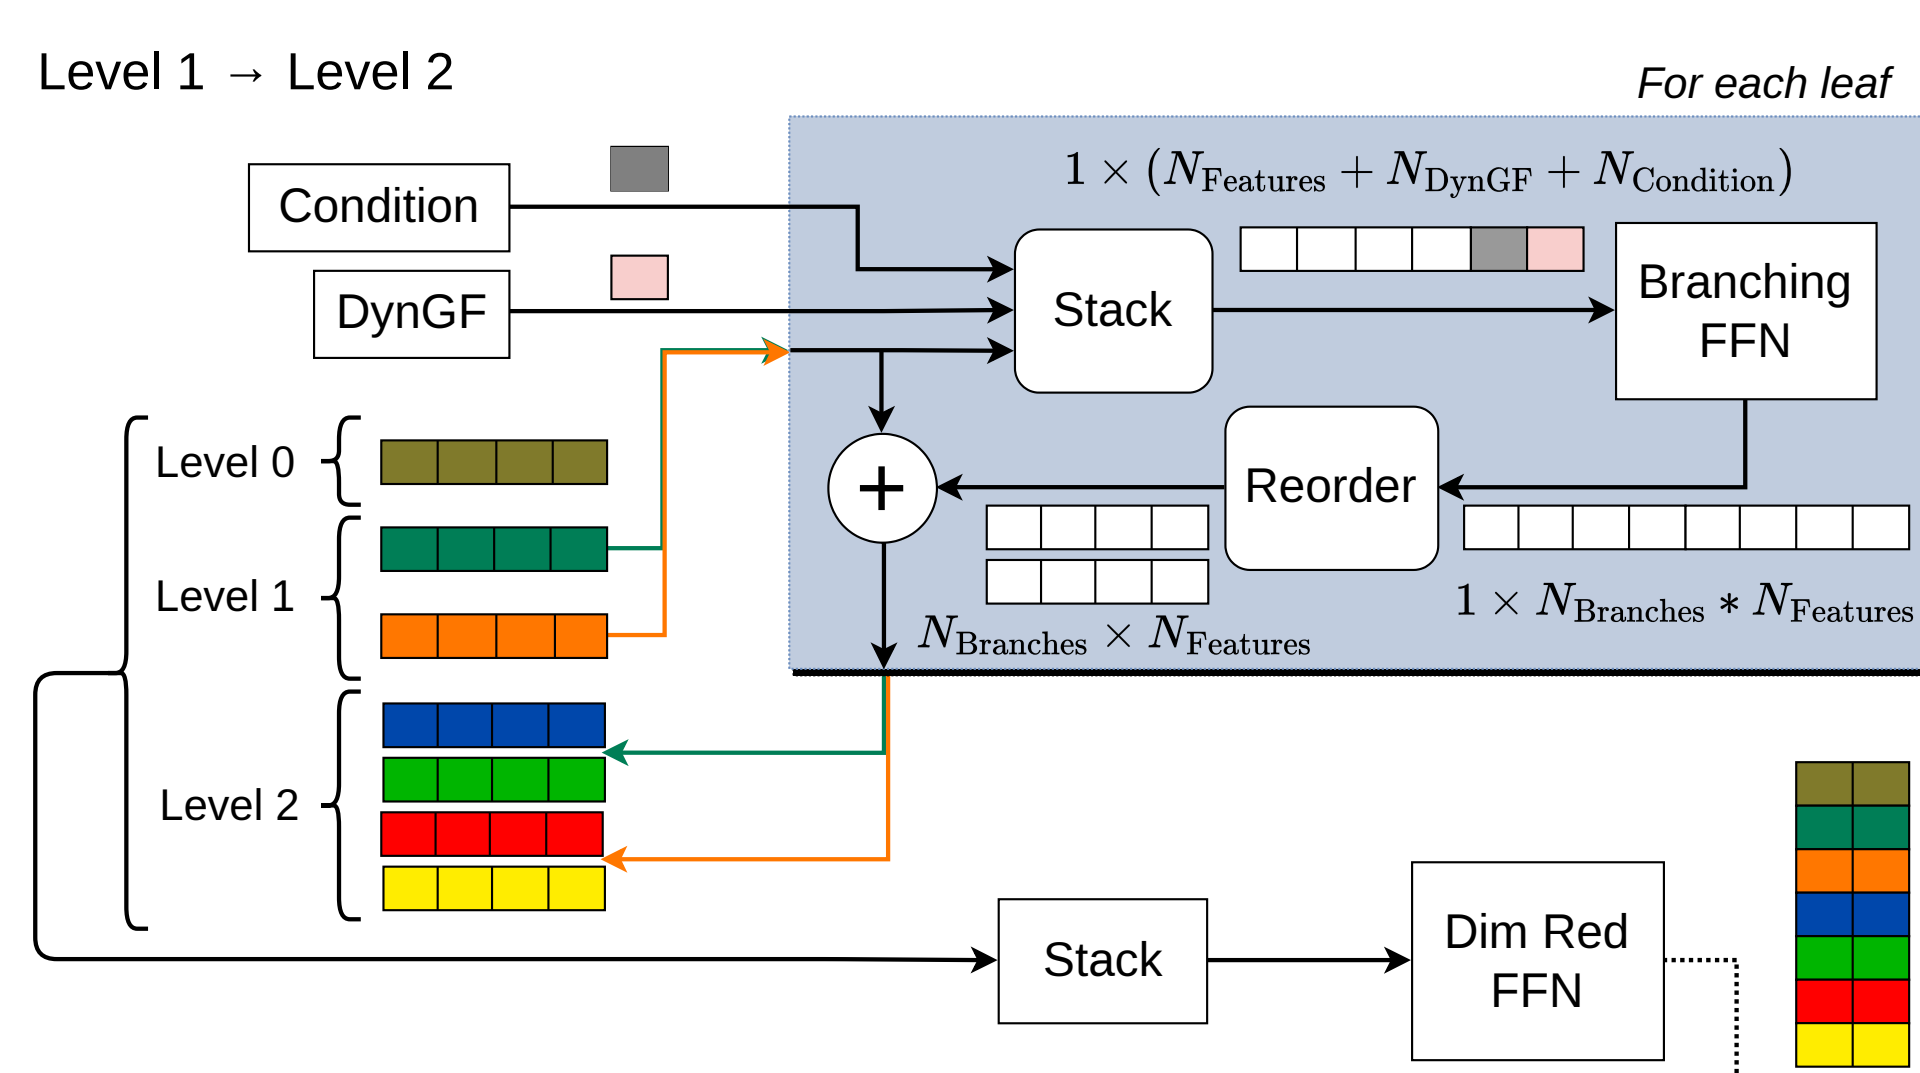 Level 1 → Level 2
For each leaf
1 × (N_Features + N_DynGF + N_Condition)
Condition
DynGF
Stack
Branching
FFN
Level 0
+
Reorder
Level 1
1 × N_Branches * N_Features
N_Branches × N_Features
Level 2
Stack
Dim Red
FFN